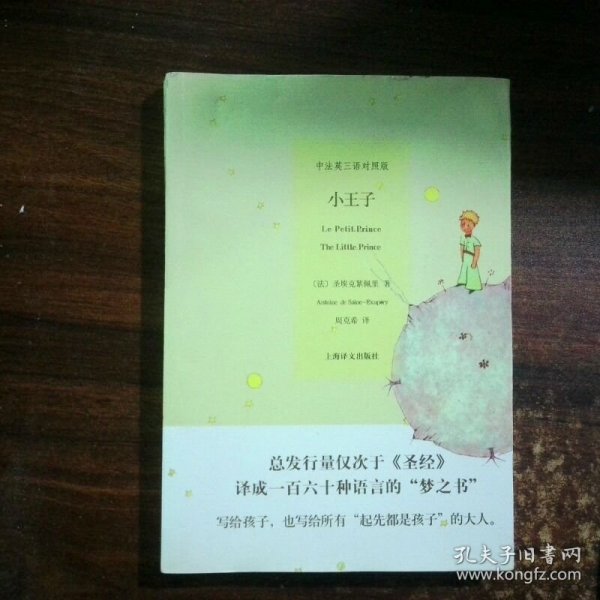 中法英三语对照版
小王子
Le Petit Prince
The Little Prince
〔法〕圣埃克絮佩里 著
Antoine de Saint-Exupéry
周克希 译
上海译文出版社
总发行量仅次于《圣经》
译成一百六十种语言的“梦之书”
写给孩子，也写给所有“起先都是孩子”的大人。
孔夫子旧书网
www.kongfz.com